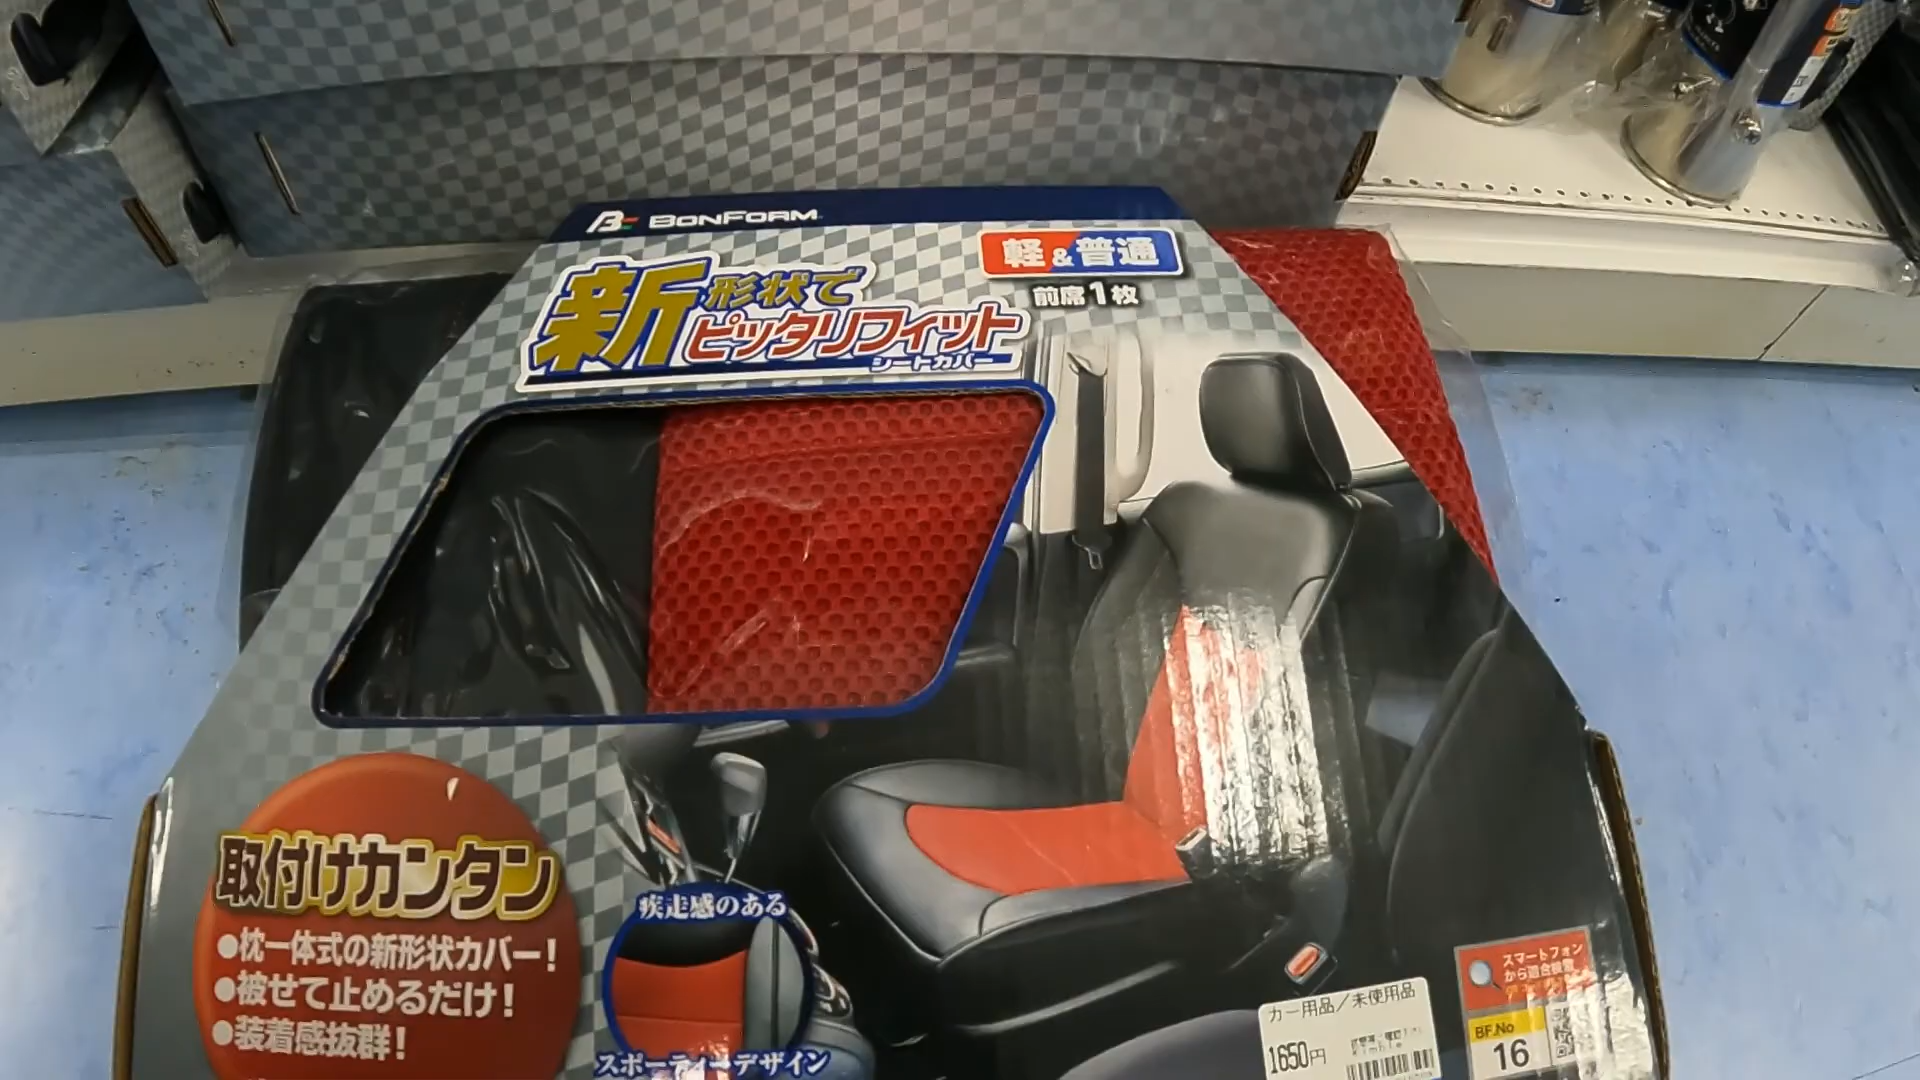 BONFORM
軽&普通
前席1枚
新形状で
ピッタリフィット
シートカバー
取付けカンタン
●枕一体式の新形状カバー!
●被せて止めるだけ!
●装着感抜群!
疾走感のある
スポーティーデザイン
カー用品/未使用品
1650円
スマートフォン
から適合検索
BF.No
16